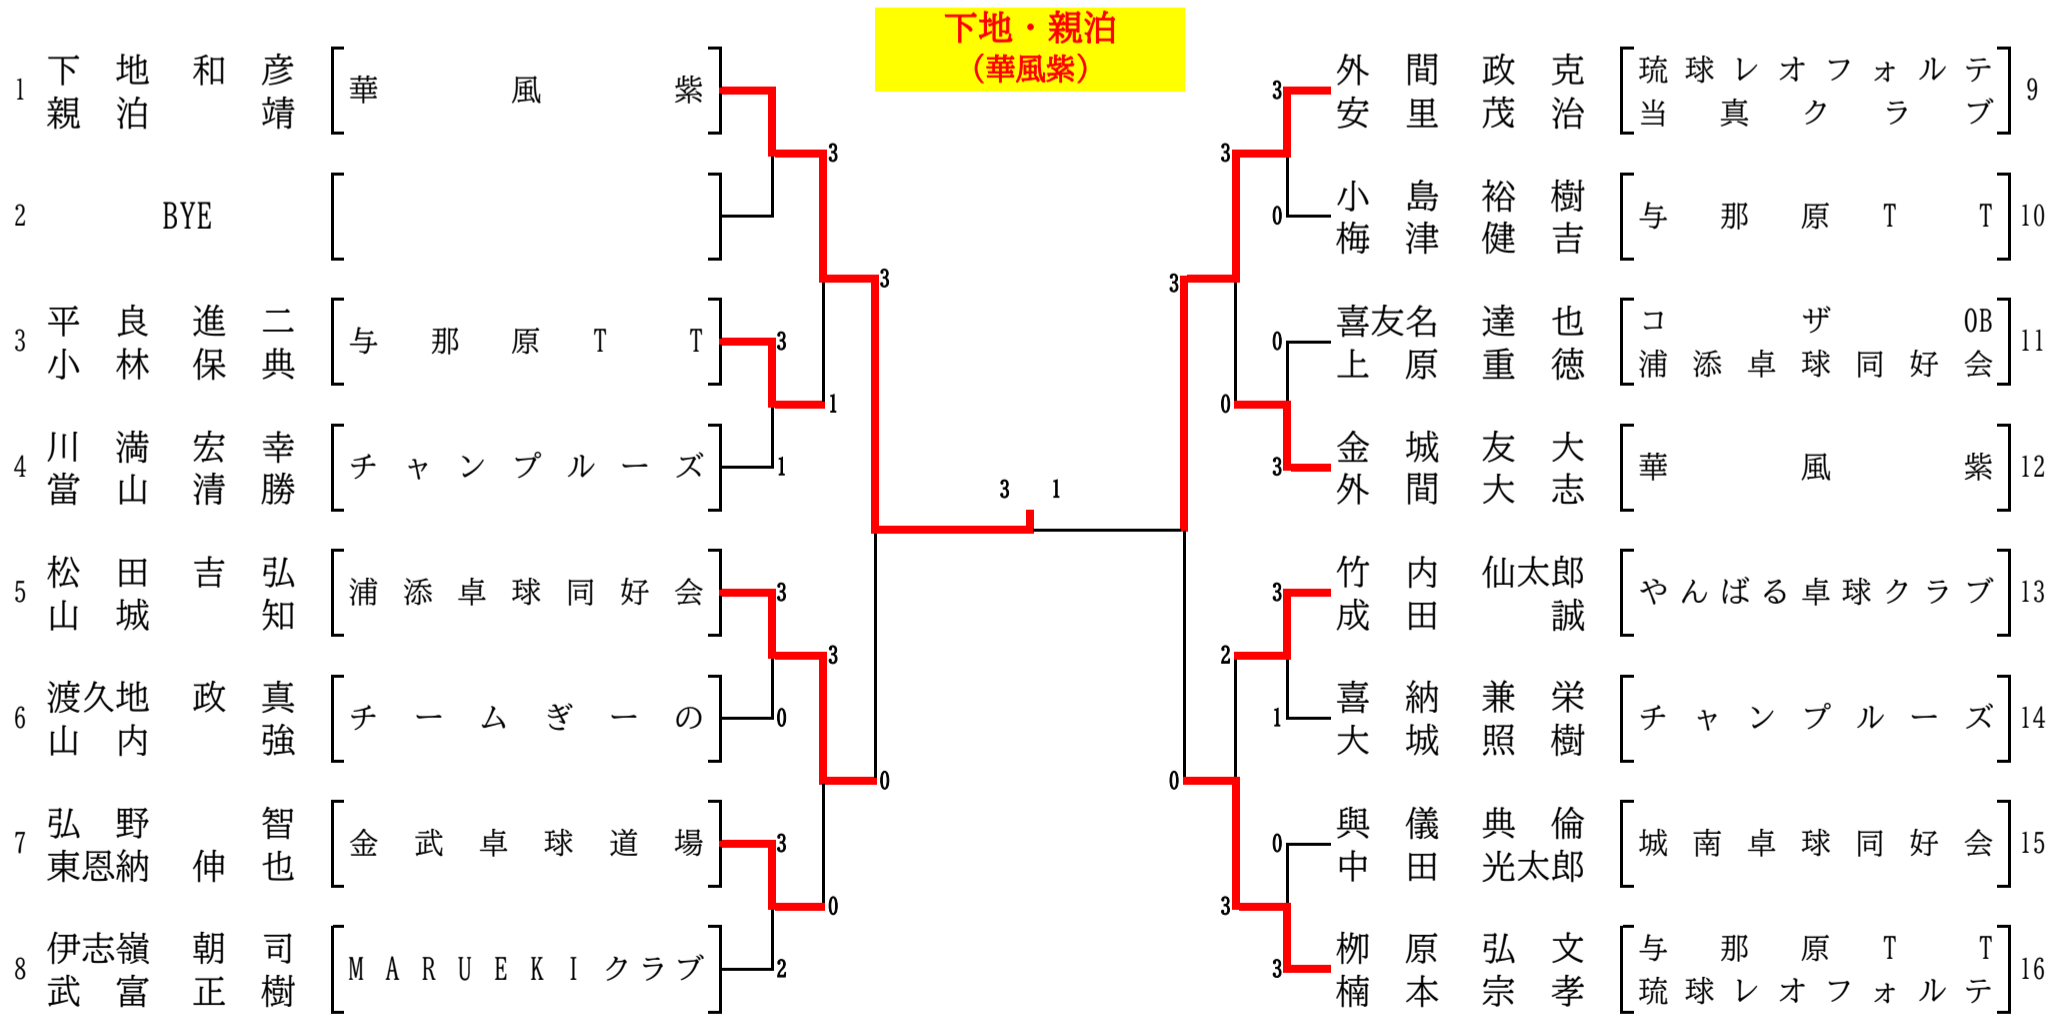 下地・親泊
（華風紫）
1 下地和彦 華風紫
親泊靖
3
2 BYE
3
3 平良進二 与那原TT 3
小林保典
1
4 川満宏幸 チャンプルーズ 1
當山清勝
5 松田吉弘 浦添卓球同好会 3
山城知
3
6 渡久地政真 チームぎーの 0
山内強
0
7 弘野智 金武卓球道場 3
東恩納伸也
0
8 伊志嶺朝司 MARUEKIクラブ 2
武富正樹
3 1
3 外間政克 琉球レオフォルテ 9
安里茂治 当真クラブ
3
0 小島裕樹 与那原TT 10
梅津健吉
3
0 喜友名達也 コザOB 11
上原重徳 浦添卓球同好会
0
3 金城友大 華風紫 12
外間大志
3 竹内仙太郎 やんばる卓球クラブ 13
成田誠
2
1 喜納兼栄 チャンプルーズ 14
大城照樹
0
0 與儀典倫 城南卓球同好会 15
中田光太郎
3
3 栁原弘文 与那原TT 16
楠本宗孝 琉球レオフォルテ